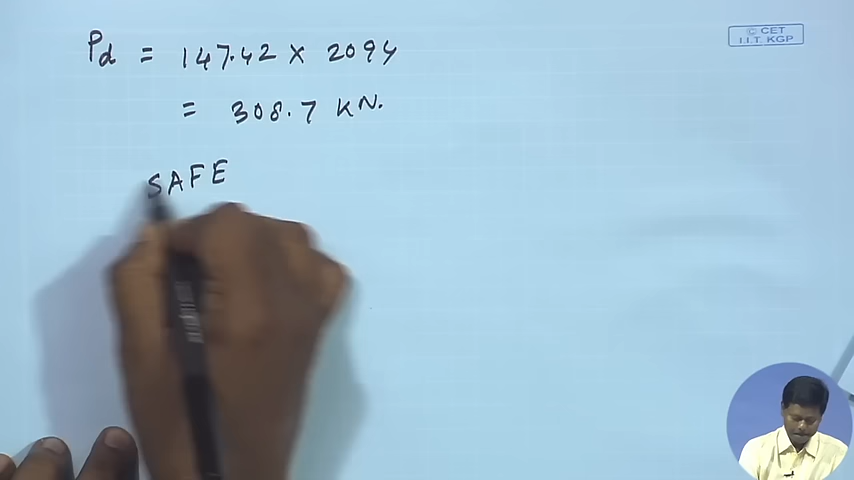 © CET
I.I.T. KGP
Pd = 147.42 x 2094
= 308.7 KN.
SAFE